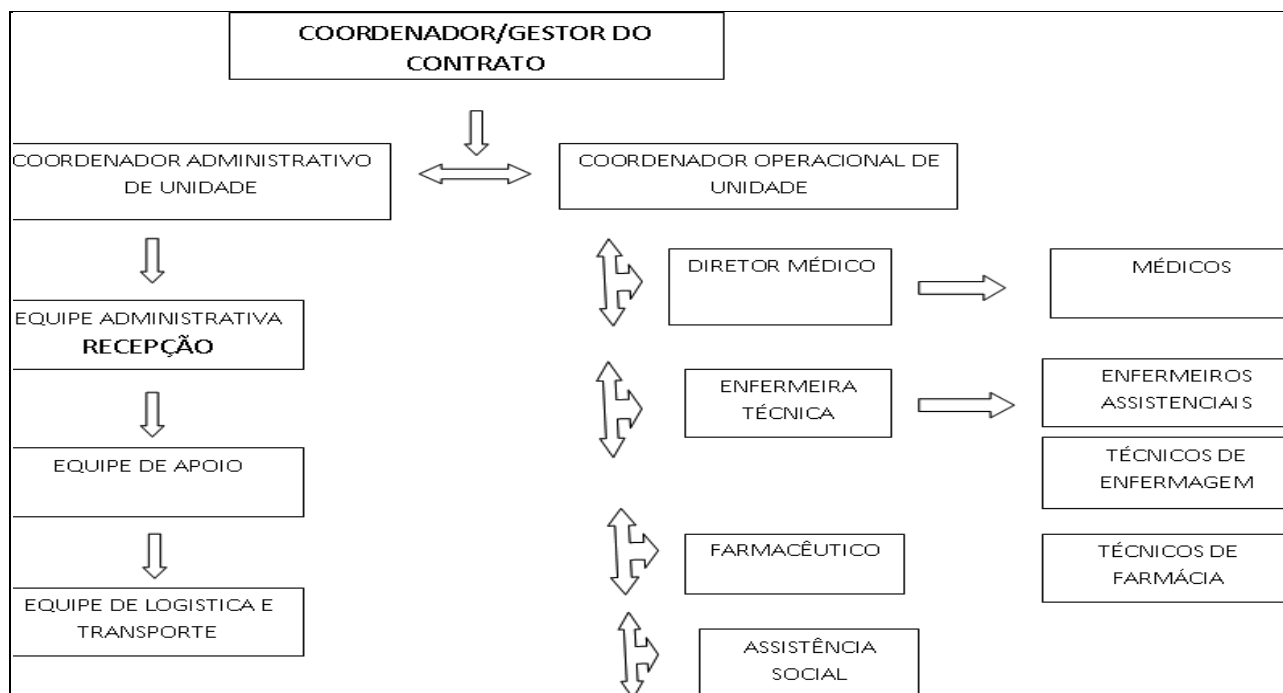 COORDENADOR/GESTOR DO
CONTRATO
COORDENADOR ADMINISTRATIVO
DE UNIDADE
COORDENADOR OPERACIONAL DE
UNIDADE
DIRETOR MÉDICO
MÉDICOS
EQUIPE ADMINISTRATIVA
RECEPÇÃO
ENFERMEIRA
TÉCNICA
ENFERMEIROS
ASSISTENCIAIS
EQUIPE DE APOIO
TÉCNICOS DE
ENFERMAGEM
FARMACÊUTICO
TÉCNICOS DE
FARMÁCIA
EQUIPE DE LOGISTICA E
TRANSPORTE
ASSISTÊNCIA
SOCIAL